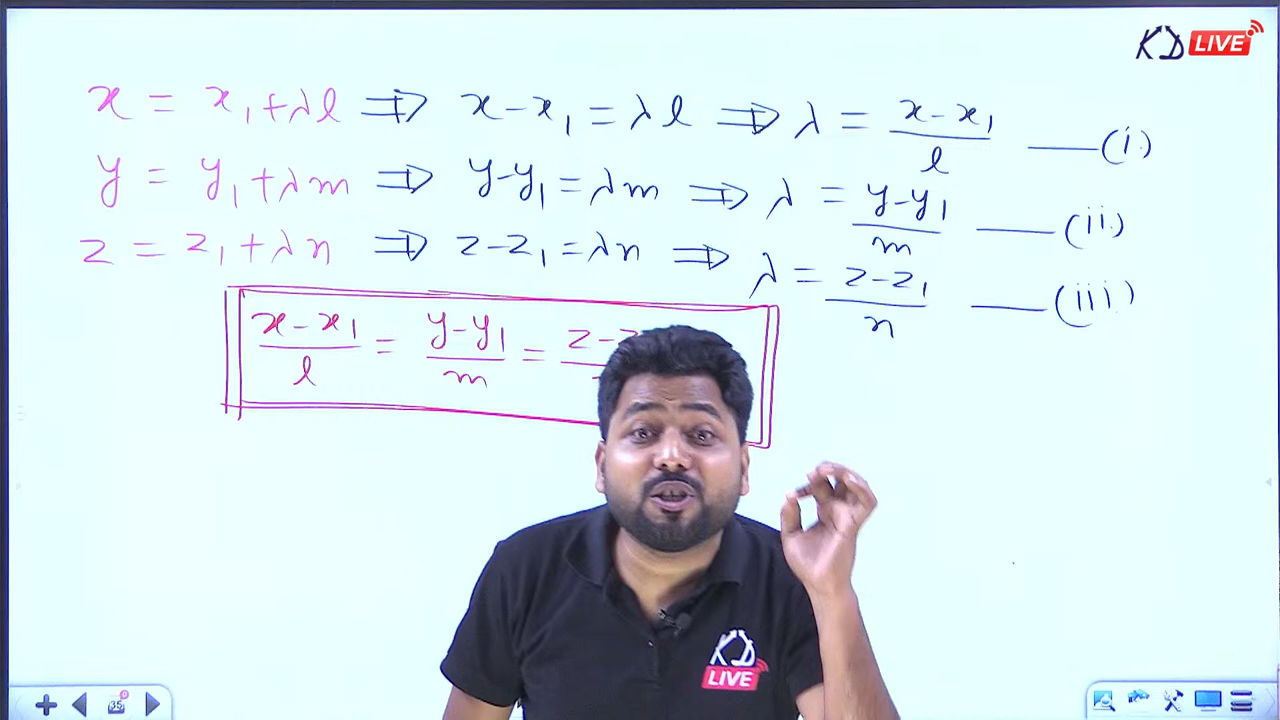 KD LIVE
x = x₁ + λl ⇒ x - x₁ = λl ⇒ λ = (x - x₁)/l —(i.)
y = y₁ + λm ⇒ y - y₁ = λm ⇒ λ = (y - y₁)/m —(ii.)
z = z₁ + λn ⇒ z - z₁ = λn ⇒ λ = (z - z₁)/n —(iii.)
(x - x₁)/l = (y - y₁)/m = z -
KD
LIVE
35